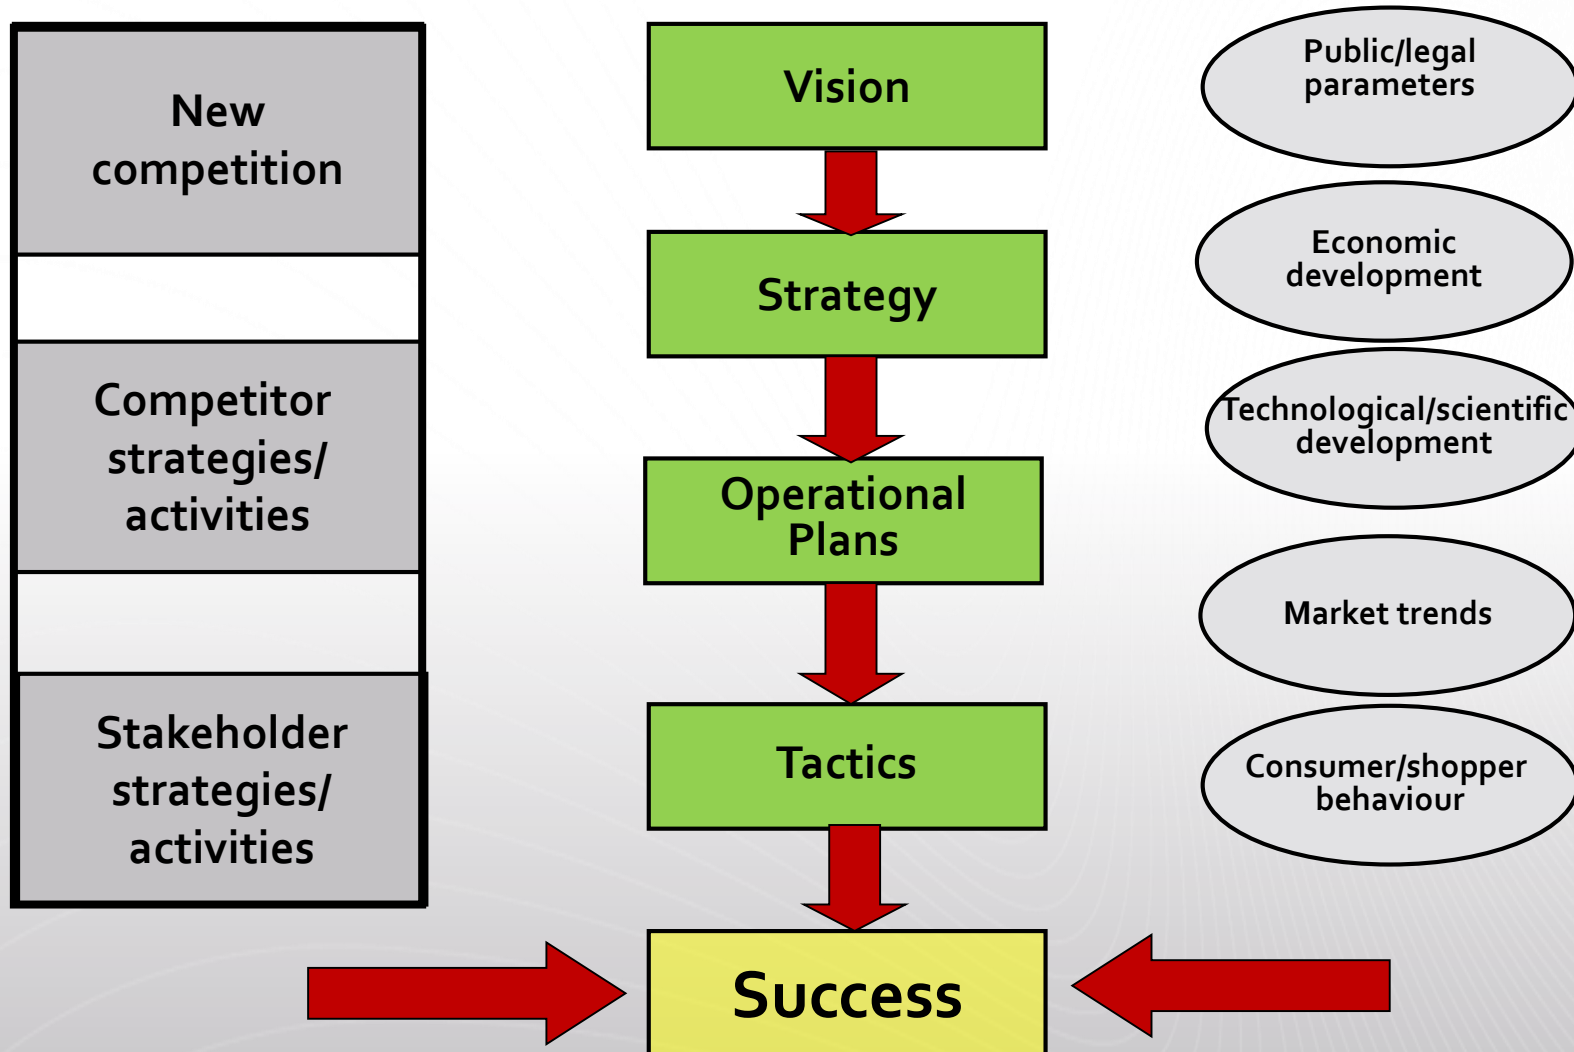 New
competition
Competitor
strategies/
activities
Stakeholder
strategies/
activities
Vision
Strategy
Operational
Plans
Tactics
Success
Public/legal
parameters
Economic
development
Technological/scientific
development
Market trends
Consumer/shopper
behaviour